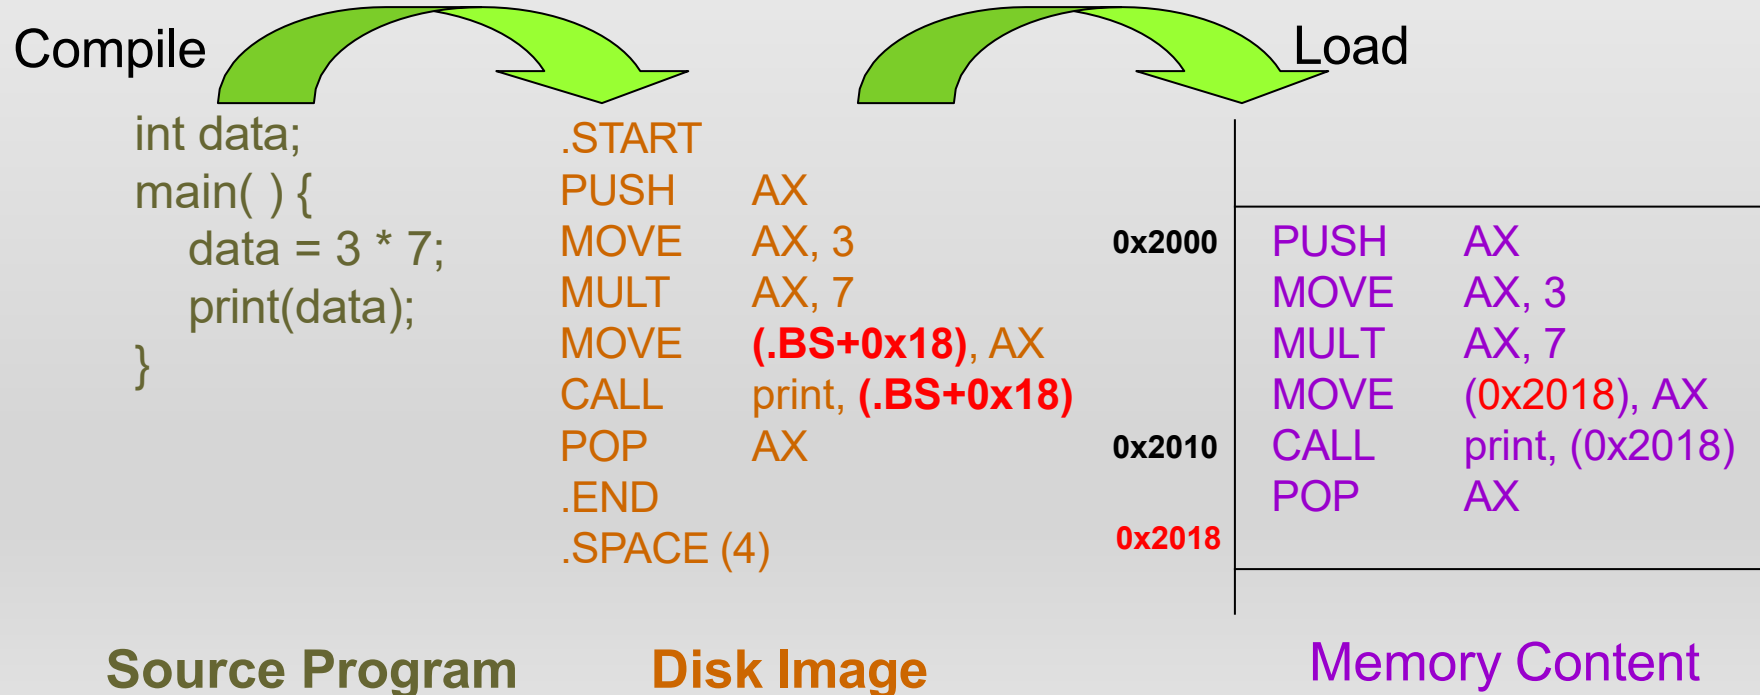 Compile
Load
int data;
main( ) {
data = 3 * 7;
print(data);
}
.START
PUSH AX
MOVE AX, 3
MULT AX, 7
MOVE (.BS+0x18), AX
CALL print, (.BS+0x18)
POP AX
.END
.SPACE (4)
0x2000 PUSH AX
MOVE AX, 3
MULT AX, 7
MOVE (0x2018), AX
0x2010 CALL print, (0x2018)
POP AX
0x2018
Source Program
Disk Image
Memory Content